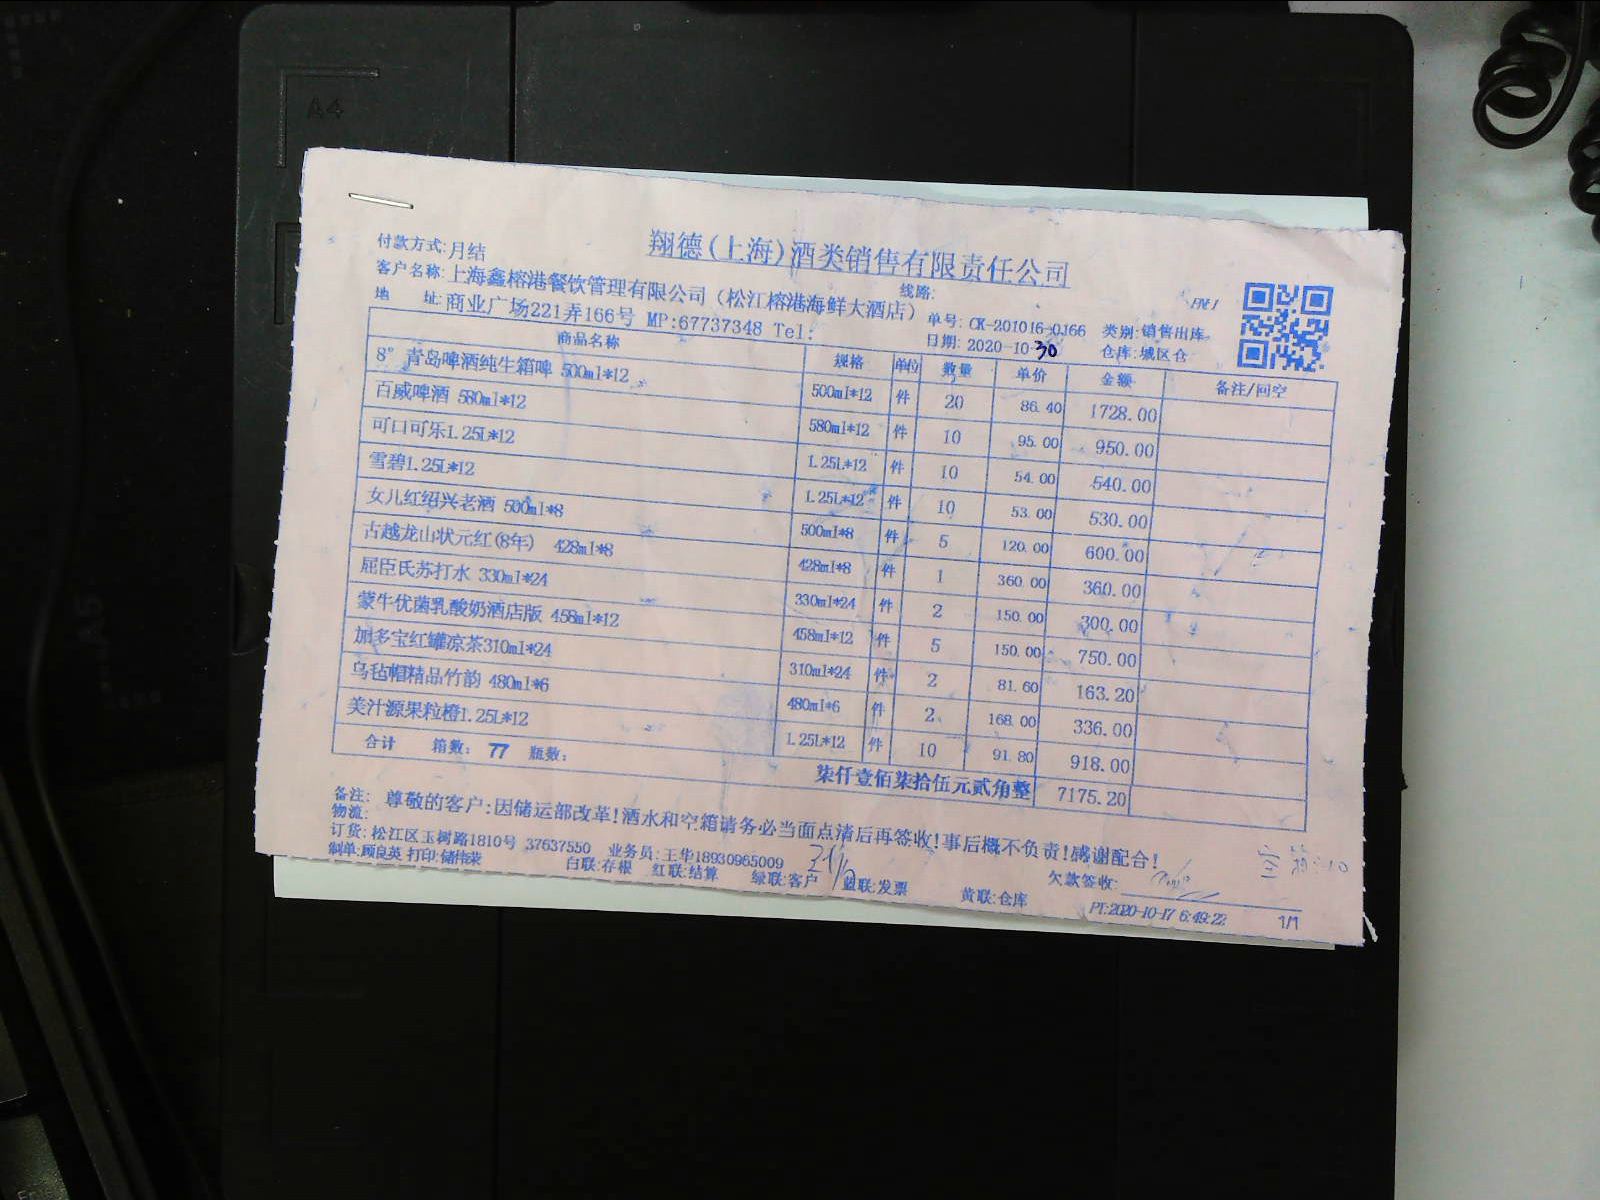 翔德(上海)酒类销售有限责任公司
付款方式:月结
线路:
客户名称:上海鑫榕港餐饮管理有限公司(松江榕港海鲜大酒店)
单号: CK-201016-0J66 类别:销售出库
地 址:商业广场221弄166号 MP:67737348 Tel:
日期: 2020-10-30 仓库:城区仓
商品名称 规格 单位 数量 单价 金额 备注/回空
8° 青岛啤酒纯生箱啤 500ml*12 500ml*12 件 20 86.40 1728.00
百威啤酒 580ml*12 580ml*12 件 10 95.00 950.00
可口可乐1.25L*12 1.25L*12 件 10 54.00 540.00
雪碧1.25L*12 1.25L*12 件 10 53.00 530.00
女儿红绍兴老酒 500ml*8 500ml*8 件 5 120.00 600.00
古越龙山状元红(8年) 428ml*8 428ml*8 件 1 360.00 360.00
屈臣氏苏打水 330ml*24 330ml*24 件 2 150.00 300.00
蒙牛优菌乳酸奶酒店版 458ml*12 458ml*12 件 5 150.00 750.00
加多宝红罐凉茶310ml*24 310ml*24 件 2 81.60 163.20
乌毡帽精品竹韵 480ml*6 480ml*6 件 2 168.00 336.00
美汁源果粒橙1.25L*12 1.25L*12 件 10 91.80 918.00
合计 箱数: 77 瓶数: 柒仟壹佰柒拾伍元贰角整 7175.20
备注: 尊敬的客户:因储运部改革!酒水和空箱请务必当面点清后再签收!事后概不负责!感谢配合!
物流:
订货: 松江区玉树路1810号 37637550 业务员: 王华18930965009
欠款签收:
制单:顾良英 打印:储伟荣 白联:存根 红联:结算 绿联:客户 蓝联:发票 黄联:仓库 PT:2020-10-17 6:49:22 1/1
A4
A5